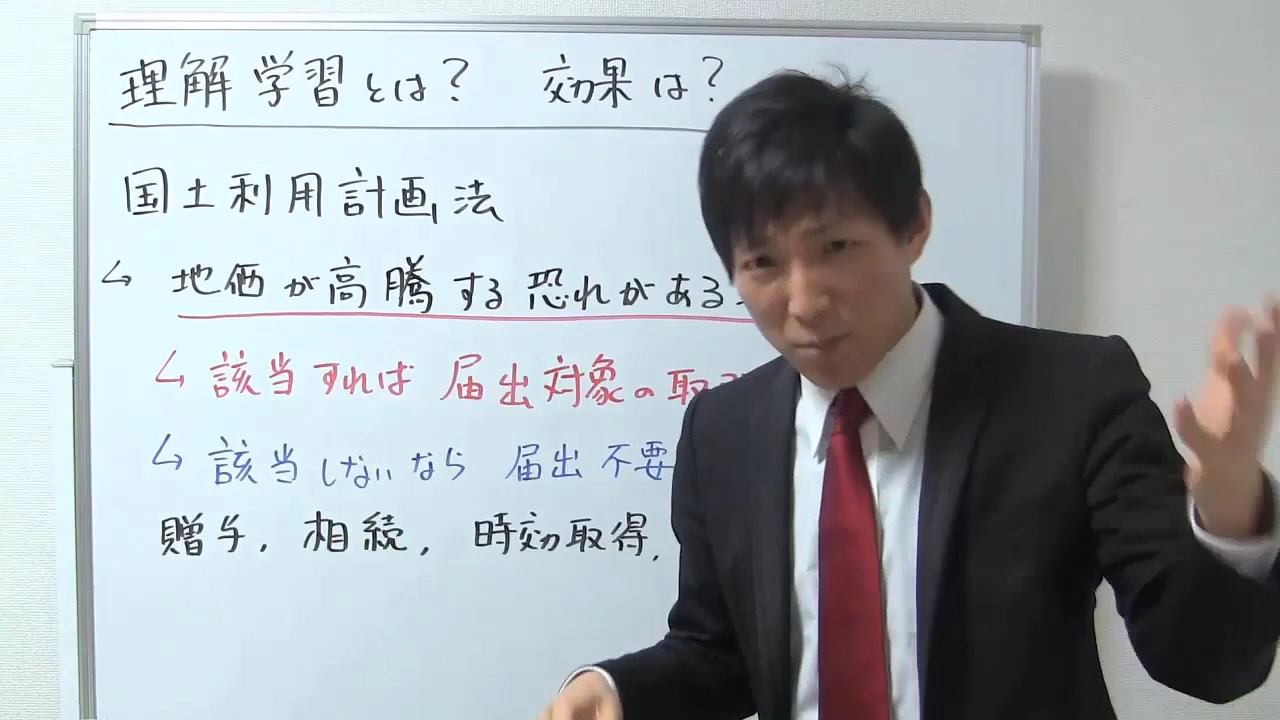 理解学習とは? 効果は?
国土利用計画法
↳ 地価が高騰する恐れがある
↳ 該当すれば 届出対象の取
↳ 該当しないなら 届出不要
贈与, 相続, 時効取得,